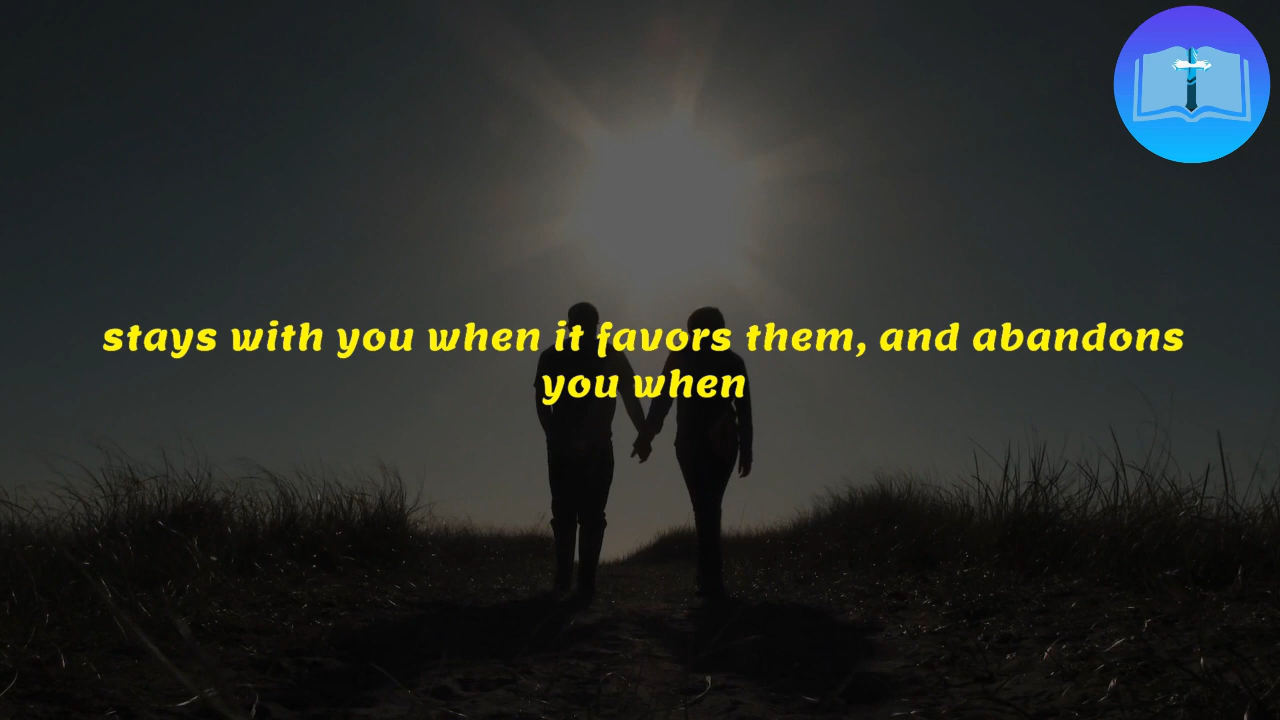 stays with you when it favors them, and abandons
you when